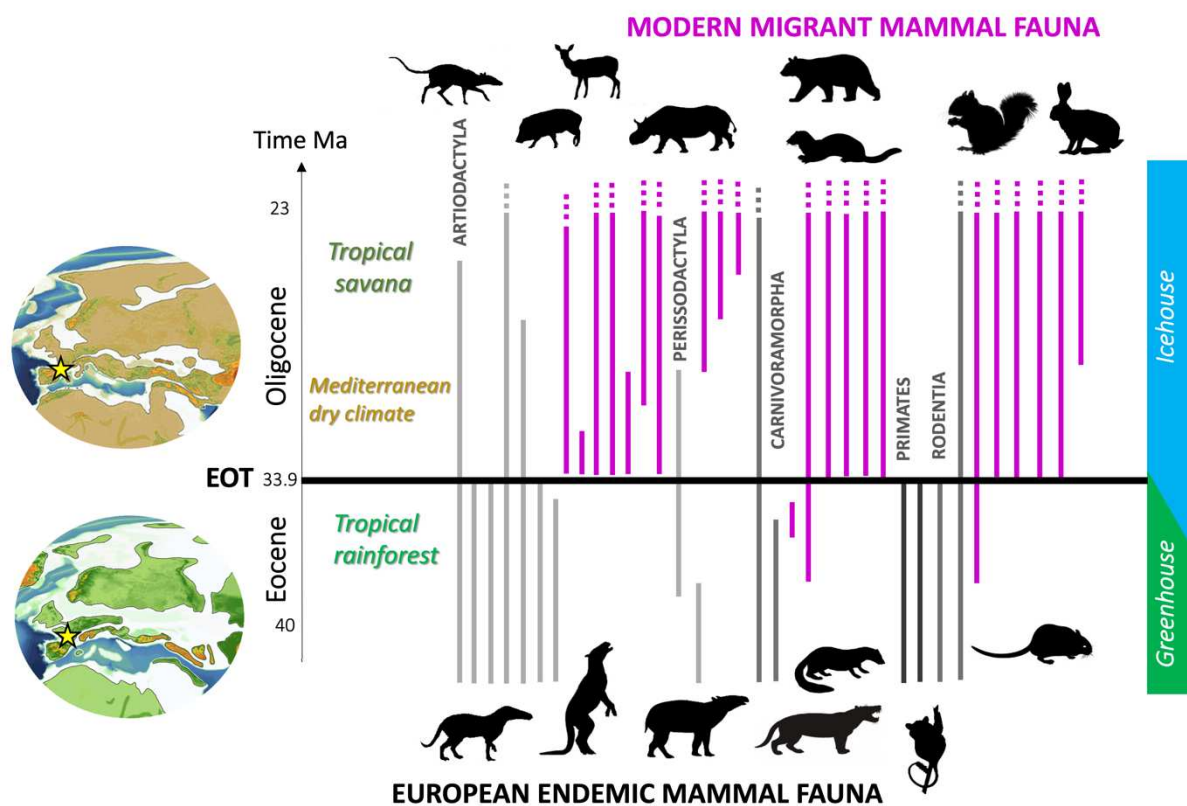 MODERN MIGRANT MAMMAL FAUNA
Time Ma
23
Oligocene
Tropical
savana
Mediterranean
dry climate
ARTIODACTYLA
PERISSODACTYLA
CARNIVORAMORPHA
PRIMATES
RODENTIA
Icehouse
EOT 33.9
Eocene
Tropical
rainforest
40
Greenhouse
EUROPEAN ENDEMIC MAMMAL FAUNA